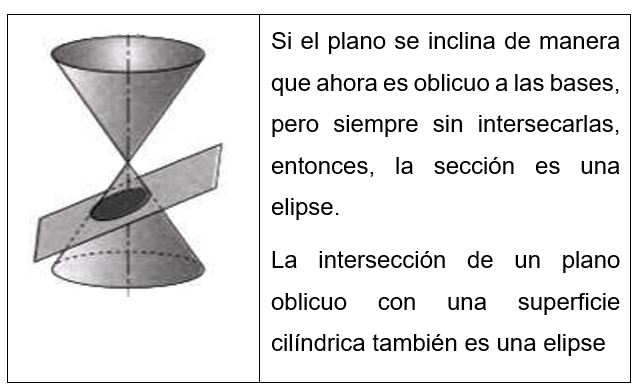 Si el plano se inclina de manera
que ahora es oblicuo a las bases,
pero siempre sin intersecarlas,
entonces, la sección es una
elipse.
La intersección de un plano
oblicuo con una superficie
cilíndrica también es una elipse